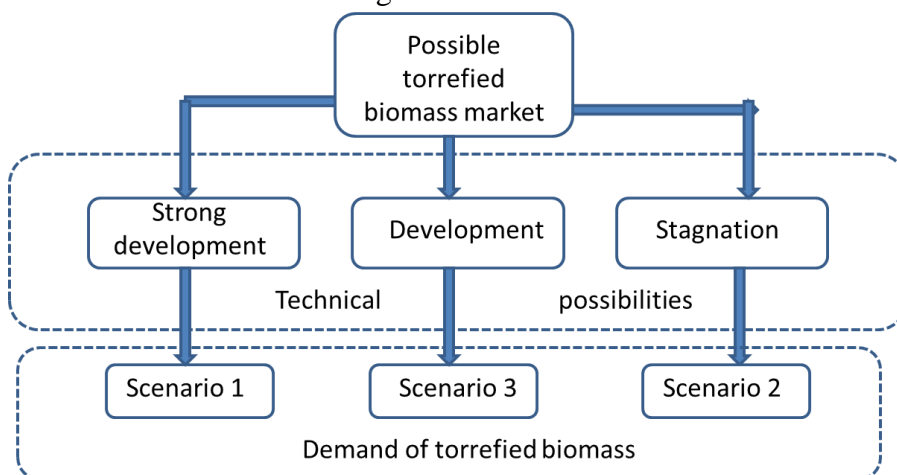 Possible
torrefied
biomass market
Strong
development
Development
Stagnation
Technical possibilities
Scenario 1
Scenario 3
Scenario 2
Demand of torrefied biomass